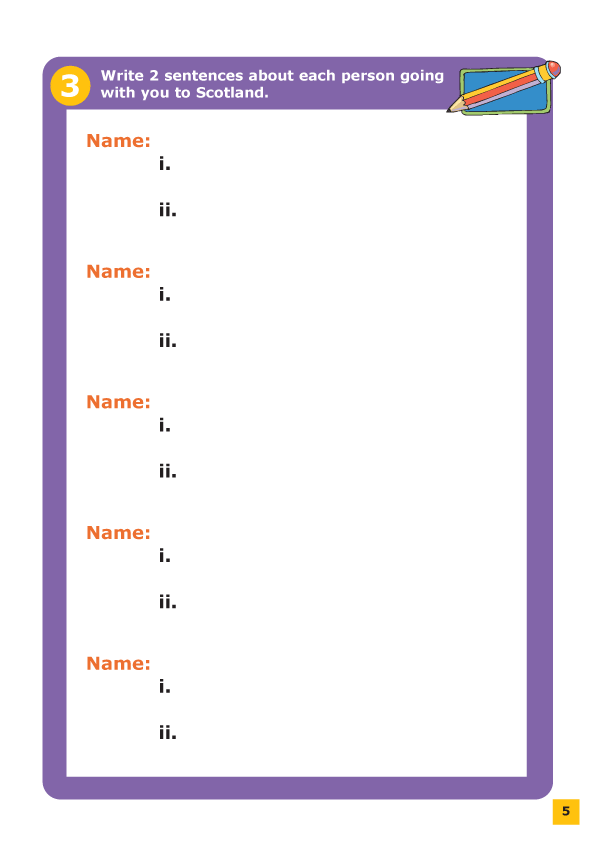 3
Write 2 sentences about each person going
with you to Scotland.
Name:
i.
ii.
Name:
i.
ii.
Name:
i.
ii.
Name:
i.
ii.
Name:
i.
ii.
5